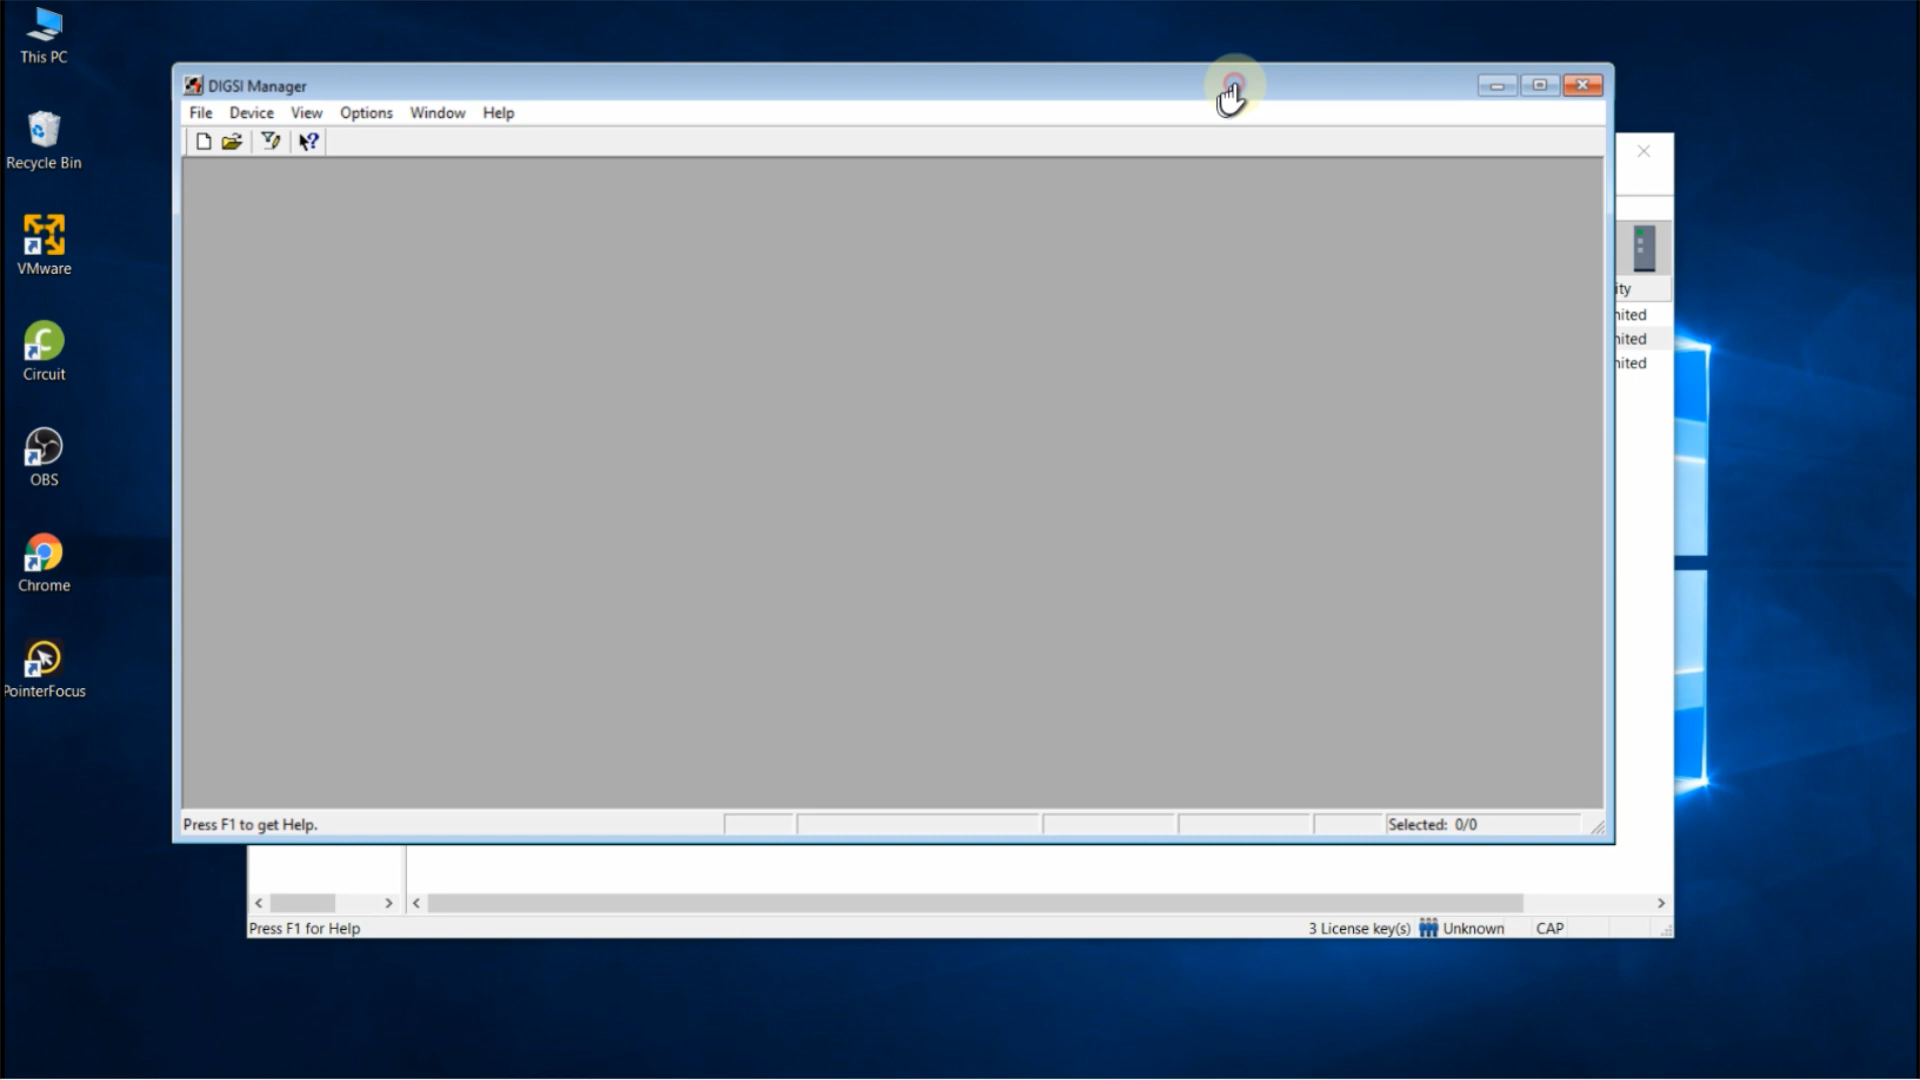 This PC
Recycle Bin
VMware
Circuit
OBS
Chrome
PointerFocus
DIGSI Manager
File Device View Options Window Help
ity
nited
nited
nited
Press F1 to get Help.
Selected: 0/0
Press F1 for Help
3 License key(s) Unknown CAP